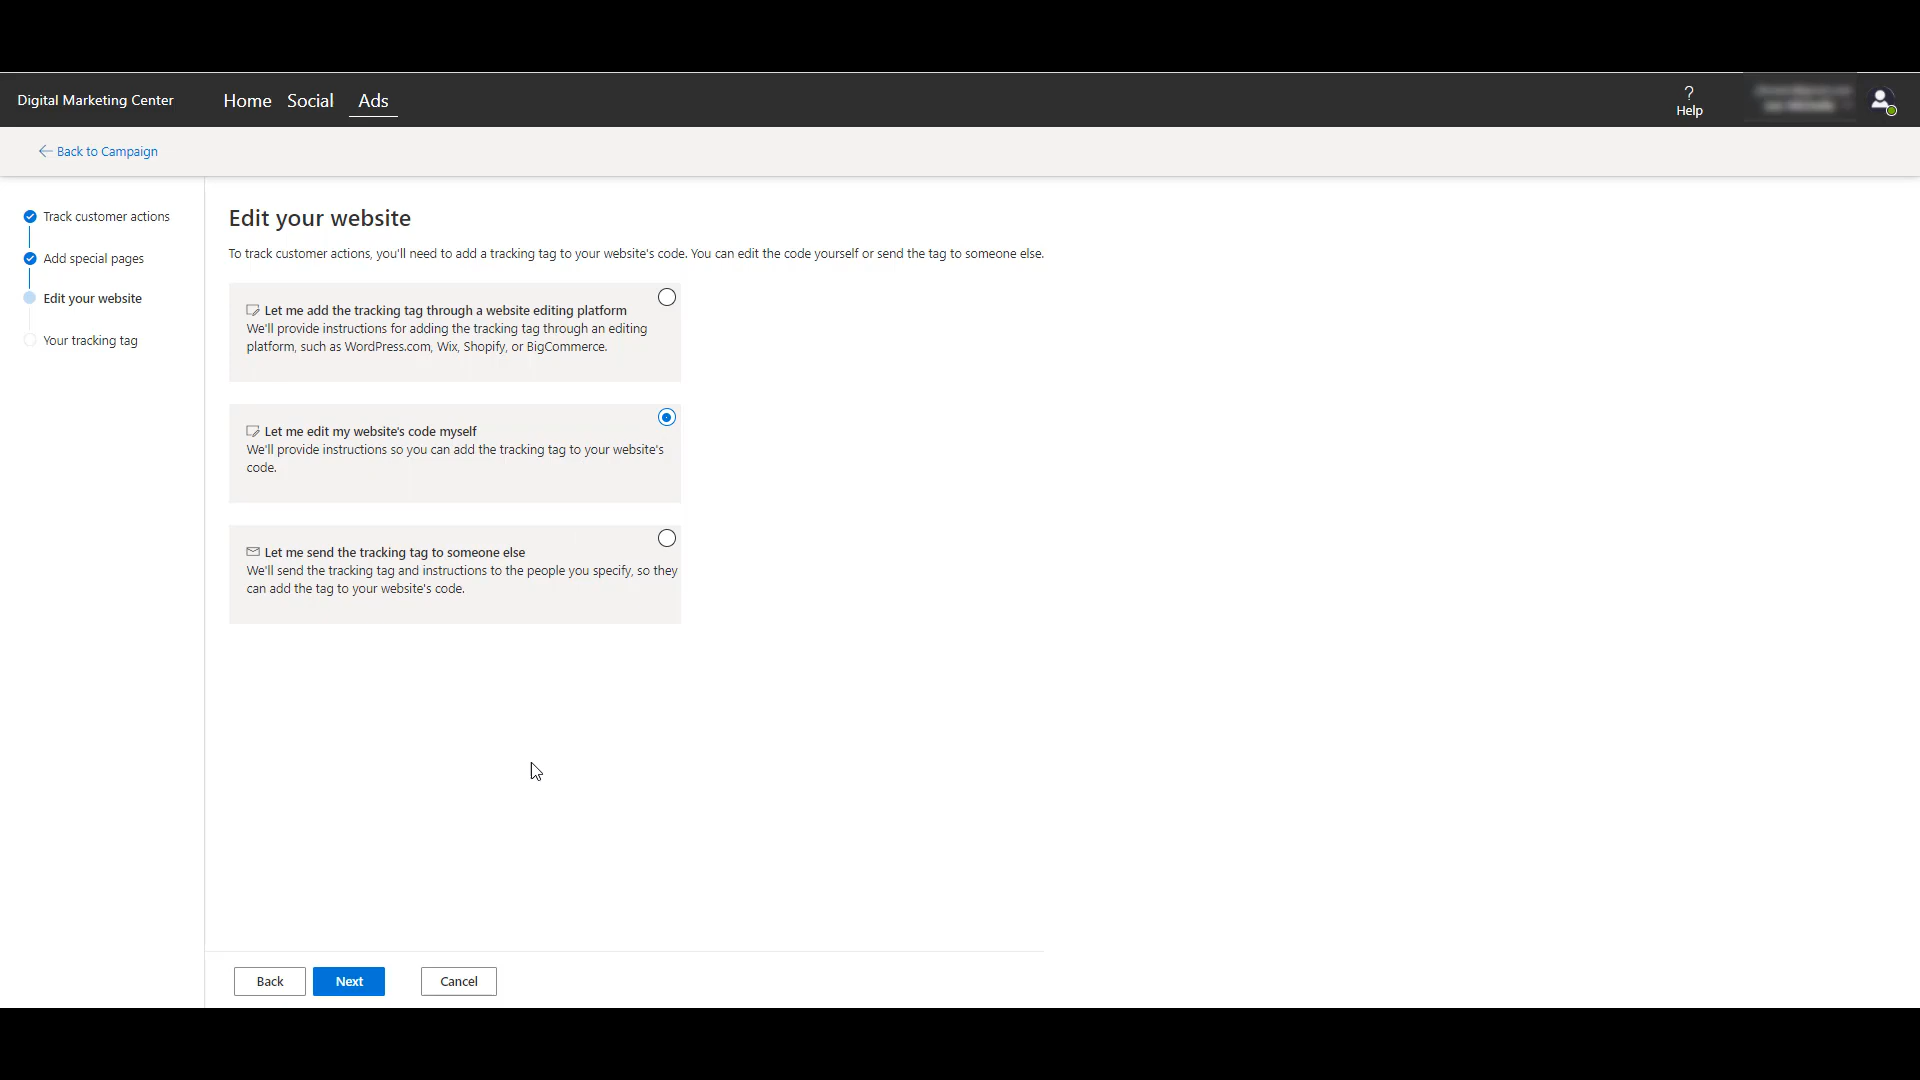 Digital Marketing Center
Home Social Ads
?
Help
Back to Campaign
Track customer actions
Add special pages
Edit your website
Your tracking tag
Edit your website
To track customer actions, you'll need to add a tracking tag to your website's code. You can edit the code yourself or send the tag to someone else.
Let me add the tracking tag through a website editing platform
We'll provide instructions for adding the tracking tag through an editing
platform, such as WordPress.com, Wix, Shopify, or BigCommerce.
Let me edit my website's code myself
We'll provide instructions so you can add the tracking tag to your website's
code.
Let me send the tracking tag to someone else
We'll send the tracking tag and instructions to the people you specify, so they
can add the tag to your website's code.
Back Next Cancel